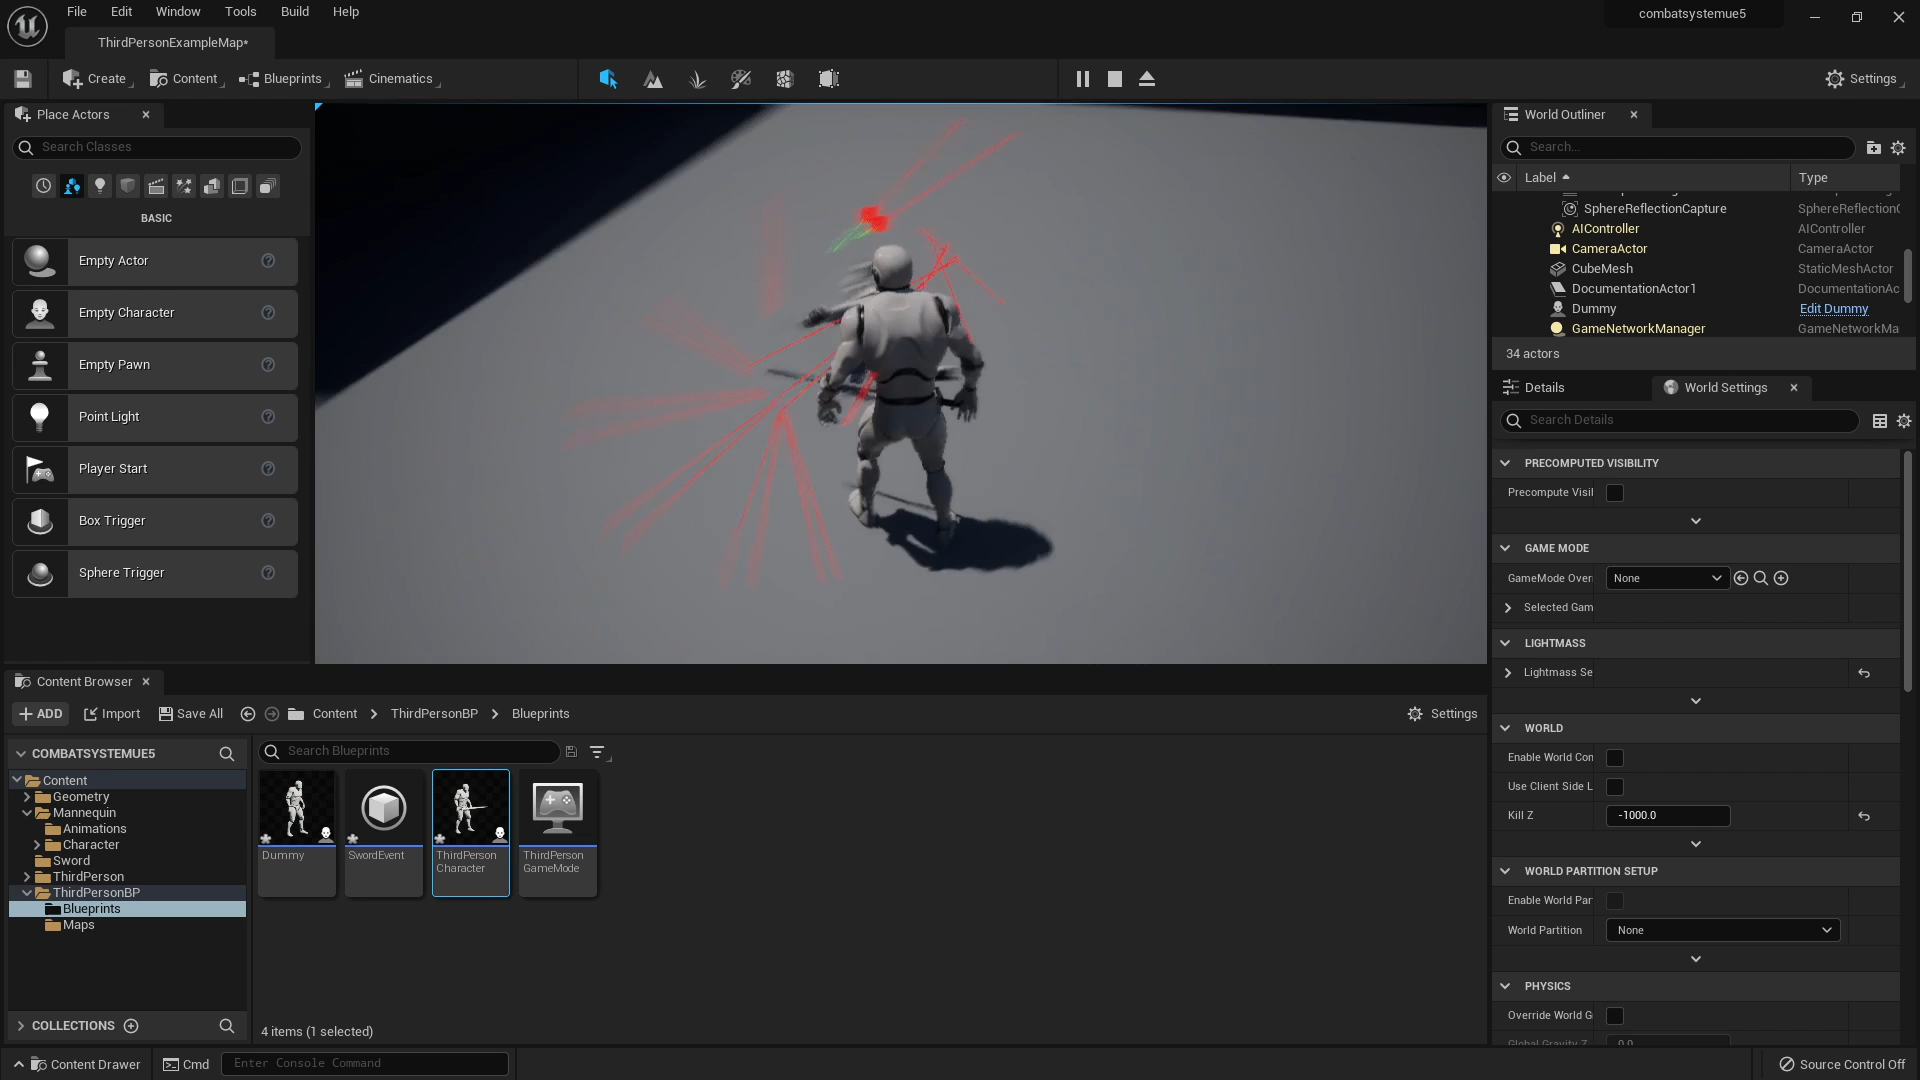 File Edit Window Tools Build Help
combatsystemue5
ThirdPersonExampleMap*
Create Content Blueprints Cinematics Settings
Place Actors
Search Classes
BASIC
Empty Actor
Empty Character
Empty Pawn
Point Light
Player Start
Box Trigger
Sphere Trigger
World Outliner
Search...
Label Type
SphereReflectionCapture SphereReflectionC
AIController AIController
CameraActor CameraActor
CubeMesh StaticMeshActor
DocumentationActor1 DocumentationAc
Dummy Edit Dummy
GameNetworkManager GameNetworkMa
34 actors
Details World Settings
Search Details
PRECOMPUTED VISIBILITY
Precompute Visil
GAME MODE
GameMode Over None
Selected Gam
LIGHTMASS
Lightmass Se
WORLD
Enable World Con
Use Client Side L
Kill Z -1000.0
WORLD PARTITION SETUP
Enable World Par
World Partition None
PHYSICS
Override World G
Global Gravity Z 0.0
Content Browser
ADD Import Save All Content ThirdPersonBP Blueprints Settings
COMBATSYSTEMUE5
Content
Geometry
Mannequin
Animations
Character
Sword
ThirdPerson
ThirdPersonBP
Blueprints
Maps
COLLECTIONS
Search Blueprints
Dummy
SwordEvent
ThirdPerson
Character
ThirdPerson
GameMode
4 items (1 selected)
Content Drawer Cmd Enter Console Command Source Control Off